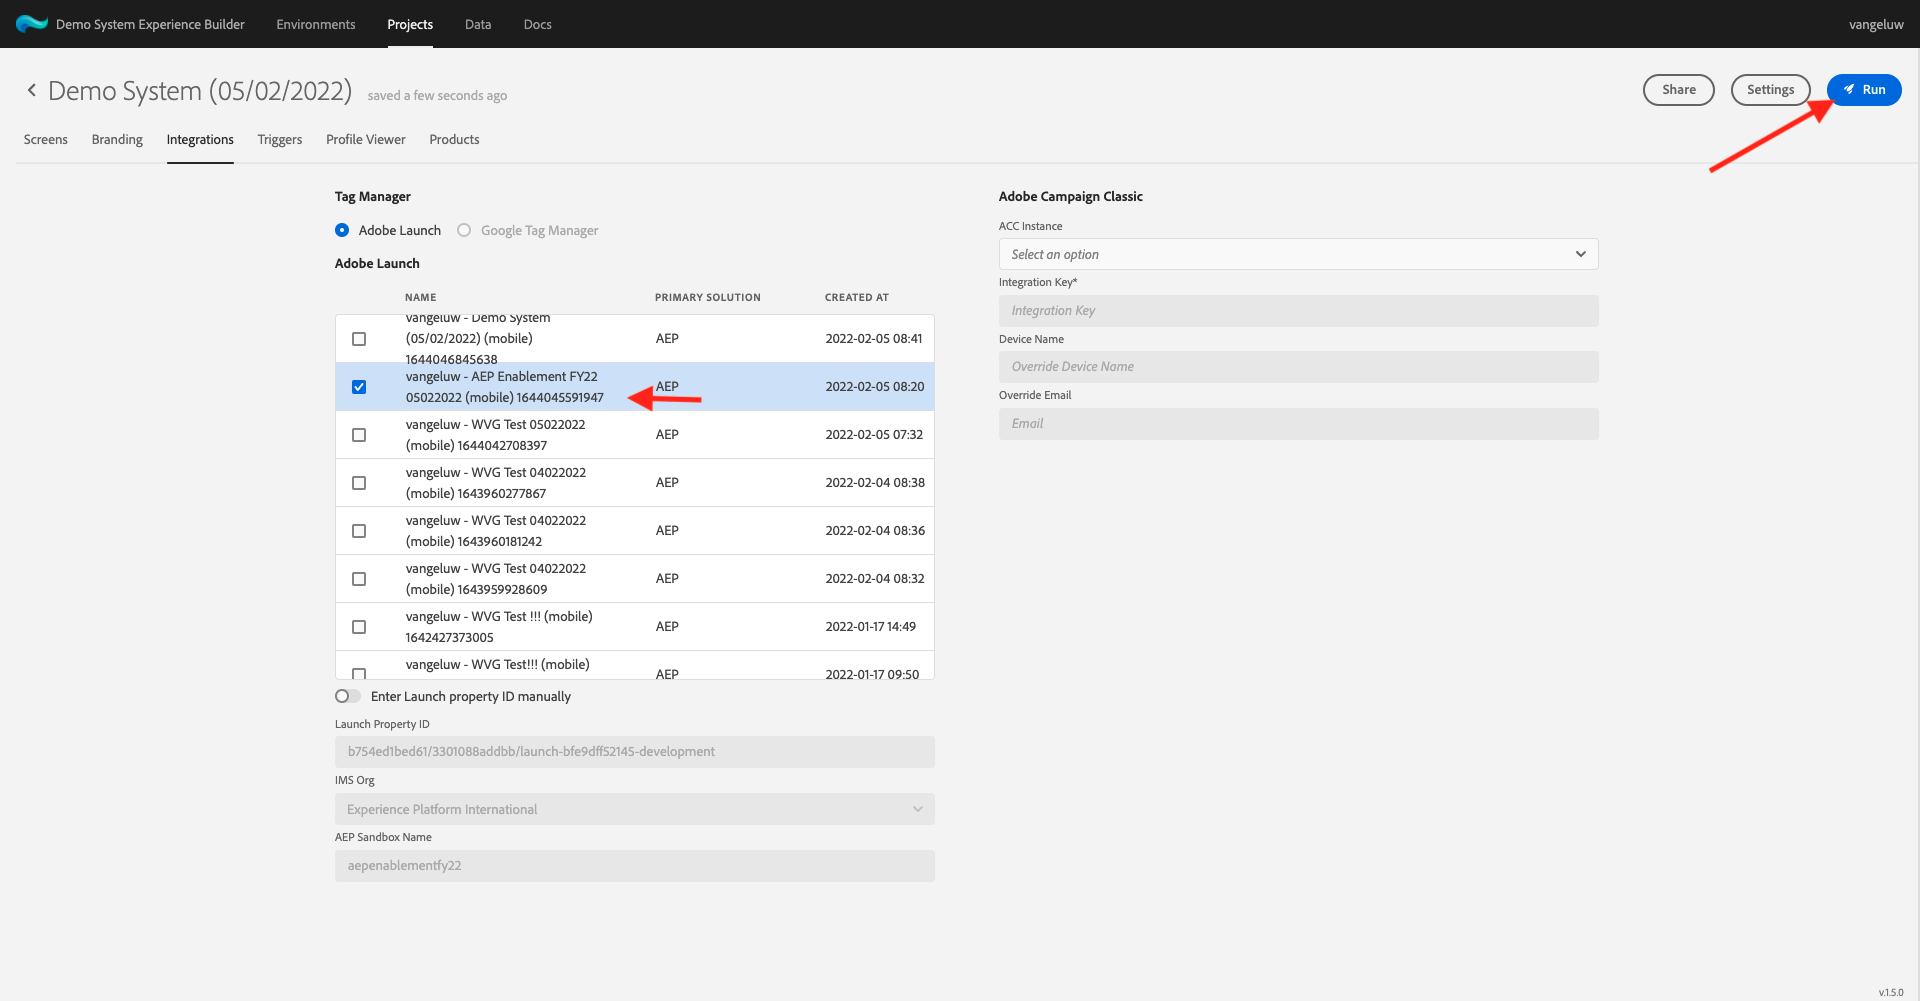 Demo System Experience Builder
Environments
Projects
Data
Docs
vangeluw
Demo System (05/02/2022)
saved a few seconds ago
Share
Settings
Run
Screens
Branding
Integrations
Triggers
Profile Viewer
Products
Tag Manager
Adobe Launch
Google Tag Manager
Adobe Launch
NAME
PRIMARY SOLUTION
CREATED AT
vangeluw - Demo System
(05/02/2022) (mobile)
1644046845638
AEP
2022-02-05 08:41
vangeluw - AEP Enablement FY22
05022022 (mobile) 1644045591947
AEP
2022-02-05 08:20
vangeluw - WVG Test 05022022
(mobile) 1644042708397
AEP
2022-02-05 07:32
vangeluw - WVG Test 04022022
(mobile) 1643960277867
AEP
2022-02-04 08:38
vangeluw - WVG Test 04022022
(mobile) 1643960181242
AEP
2022-02-04 08:36
vangeluw - WVG Test 04022022
(mobile) 1643959928609
AEP
2022-02-04 08:32
vangeluw - WVG Test !!! (mobile)
1642427373005
AEP
2022-01-17 14:49
vangeluw - WVG Test!!! (mobile)
AEP
2022-01-17 09:50
Enter Launch property ID manually
Launch Property ID
b754ed1bed61/3301088addbb/launch-bfe9dff52145-development
IMS Org
Experience Platform International
AEP Sandbox Name
aepenablementfy22
Adobe Campaign Classic
ACC Instance
Select an option
Integration Key*
Integration Key
Device Name
Override Device Name
Override Email
Email
v.1.5.0